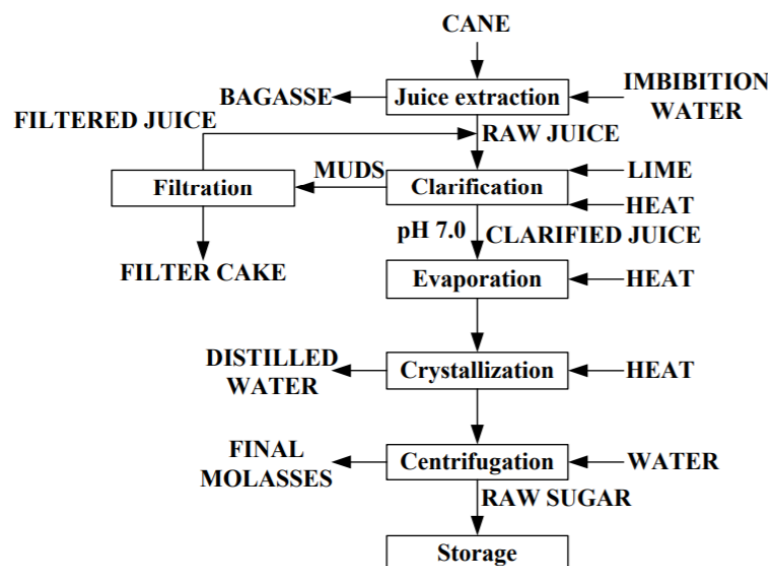 CANE
BAGASSE
Juice extraction
IMBIBITION
WATER
FILTERED JUICE
RAW JUICE
Filtration
MUDS
Clarification
LIME
HEAT
pH 7.0
CLARIFIED JUICE
FILTER CAKE
Evaporation
HEAT
DISTILLED
WATER
Crystallization
HEAT
FINAL
MOLASSES
Centrifugation
WATER
RAW SUGAR
Storage